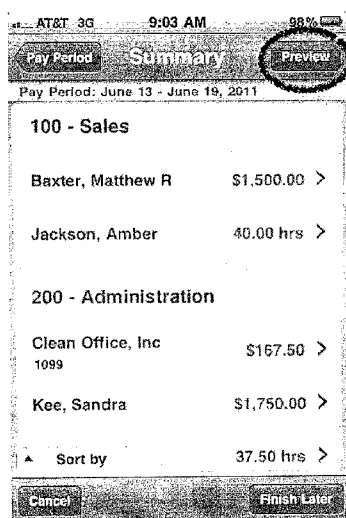 AT&T 3G 9:03 AM 98%
Pay Period Summary Preview
Pay Period: June 13 - June 19, 2011
100 - Sales
Baxter, Matthew R $1,500.00 >
Jackson, Amber 40.00 hrs >
200 - Administration
Clean Office, Inc $167.50 >
1099
Kee, Sandra $1,750.00 >
Sort by 37.50 hrs >
Cancel Finish Later